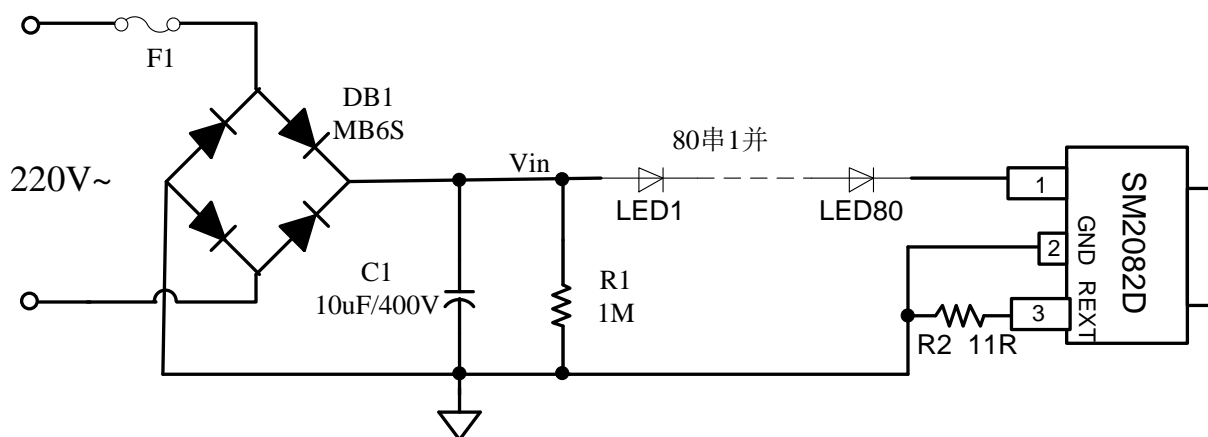 F1
DB1
MB6S
220V~
Vin
80串1并
LED1
LED80
1
2
3
GND
REXT
SM2082D
C1
10uF/400V
R1
1M
R2 11R